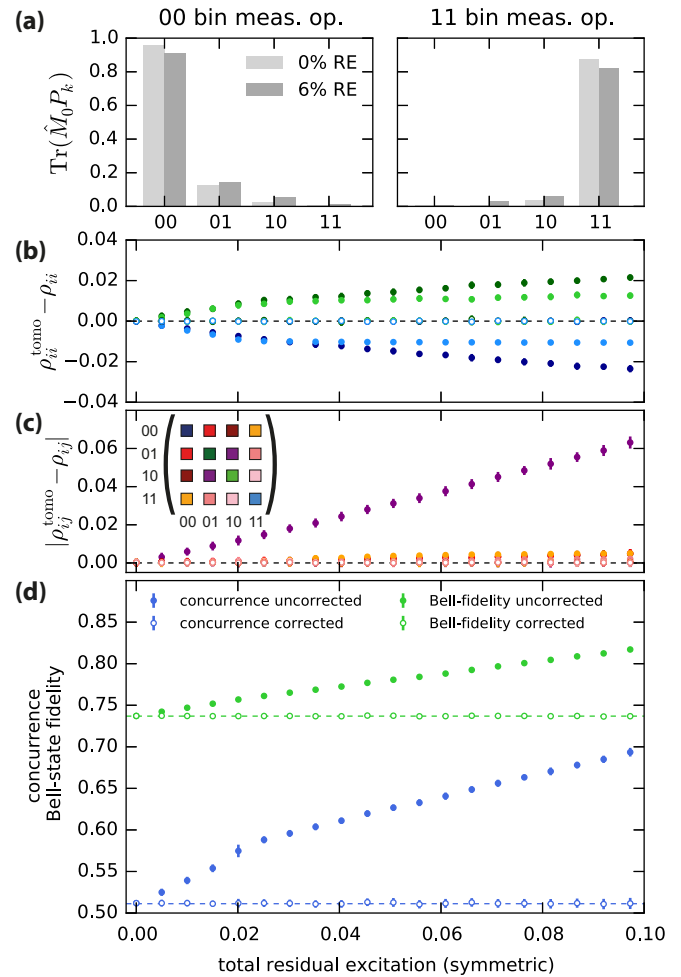 (a)
00 bin meas. op.
11 bin meas. op.
Tr(M̂₀Pₖ)
1.0
0.8
0.6
0.4
0.2
0.0
0% RE
6% RE
00 01 10 11
00 01 10 11
(b)
ρᵢᵢᵗᵒᵐᵒ − ρᵢᵢ
0.04
0.02
0.00
−0.02
−0.04
(c)
|ρᵢⱼᵗᵒᵐᵒ − ρᵢⱼ|
0.06
0.04
0.02
0.00
00
01
10
11
00 01 10 11
(d)
concurrence uncorrected
concurrence corrected
Bell-fidelity uncorrected
Bell-fidelity corrected
concurrence
Bell-state fidelity
0.85
0.80
0.75
0.70
0.65
0.60
0.55
0.50
0.00 0.02 0.04 0.06 0.08 0.10
total residual excitation (symmetric)